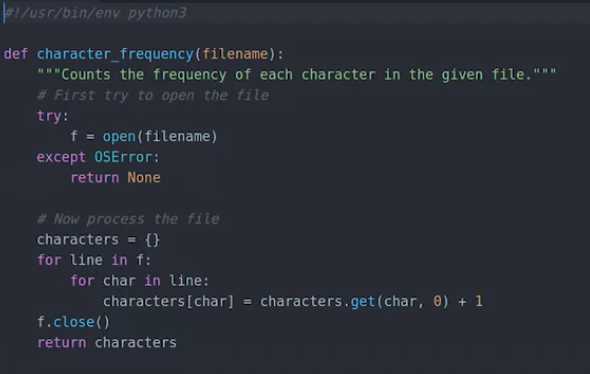 #!/usr/bin/env python3

def character_frequency(filename):
    """Counts the frequency of each character in the given file."""
    # First try to open the file
    try:
        f = open(filename)
    except OSError:
        return None

    # Now process the file
    characters = {}
    for line in f:
        for char in line:
            characters[char] = characters.get(char, 0) + 1
    f.close()
    return characters